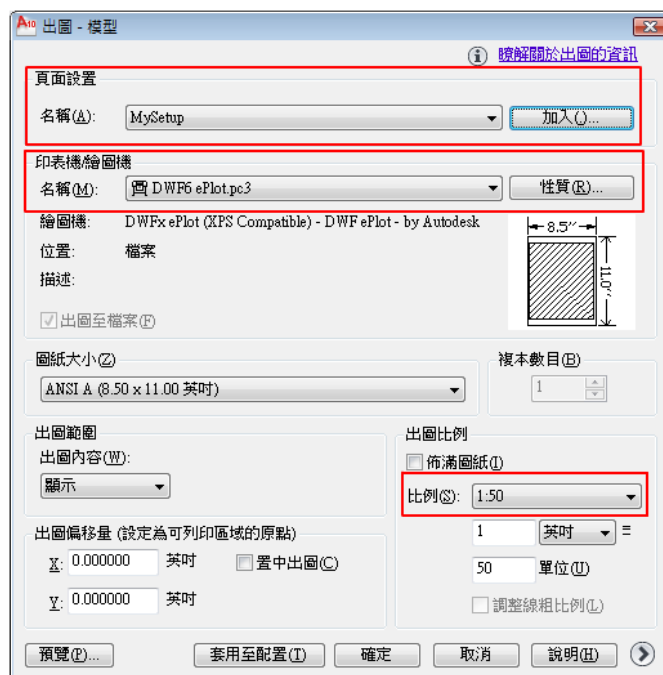 A10 出圖 - 模型
瞭解關於出圖的資訊
頁面設置
名稱(A): MySetup 加入()...
印表機/繪圖機
名稱(M): DWF6 ePlot.pc3 性質(R)...
繪圖機: DWFx ePlot (XPS Compatible) - DWF ePlot - by Autodesk
位置: 檔案
描述:
出圖至檔案(F)
8.5″
11.0″
圖紙大小(Z)
ANSI A (8.50 x 11.00 英吋)
複本數目(B)
1
出圖範圍
出圖內容(W):
顯示
出圖偏移量 (設定為可列印區域的原點)
X: 0.000000 英吋 置中出圖(C)
Y: 0.000000 英吋
出圖比例
佈滿圖紙(I)
比例(S): 1:50
1 英吋 =
50 單位(U)
調整線粗比例(L)
預覽(P)... 套用至配置(T) 確定 取消 說明(H)